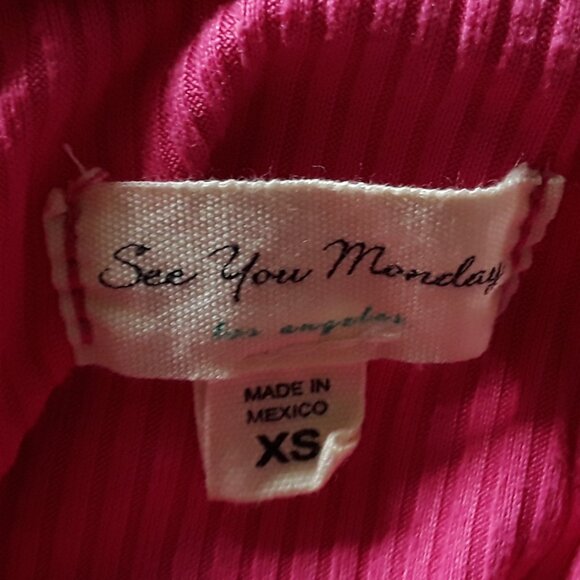 See You Monday
los angeles
MADE IN
MEXICO
XS